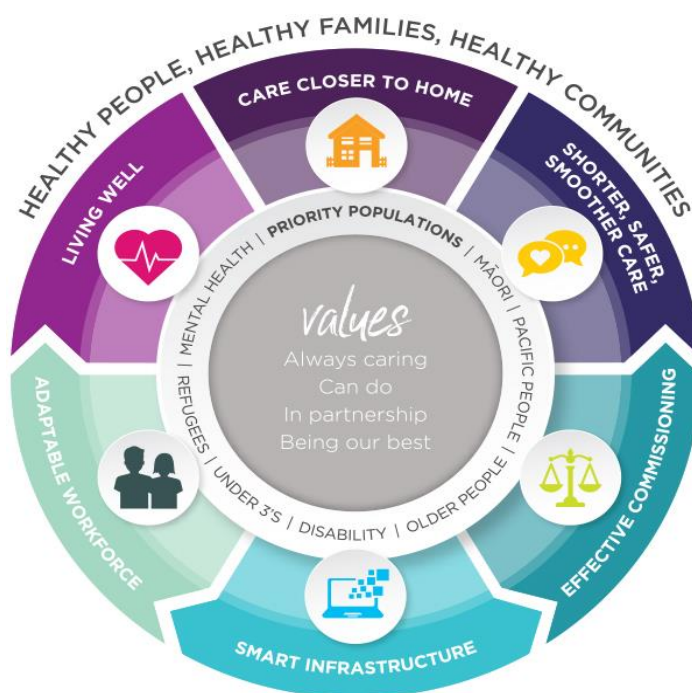 HEALTHY PEOPLE, HEALTHY FAMILIES, HEALTHY COMMUNITIES
CARE CLOSER TO HOME
SHORTER, SAFER,
SMOOTHER CARE
EFFECTIVE COMMISSIONING
SMART INFRASTRUCTURE
ADAPTABLE WORKFORCE
LIVING WELL
PRIORITY POPULATIONS | MĀORI | PACIFIC PEOPLE | OLDER PEOPLE | DISABILITY | UNDER 3'S | REFUGEES | MENTAL HEALTH |
values
Always caring
Can do
In partnership
Being our best